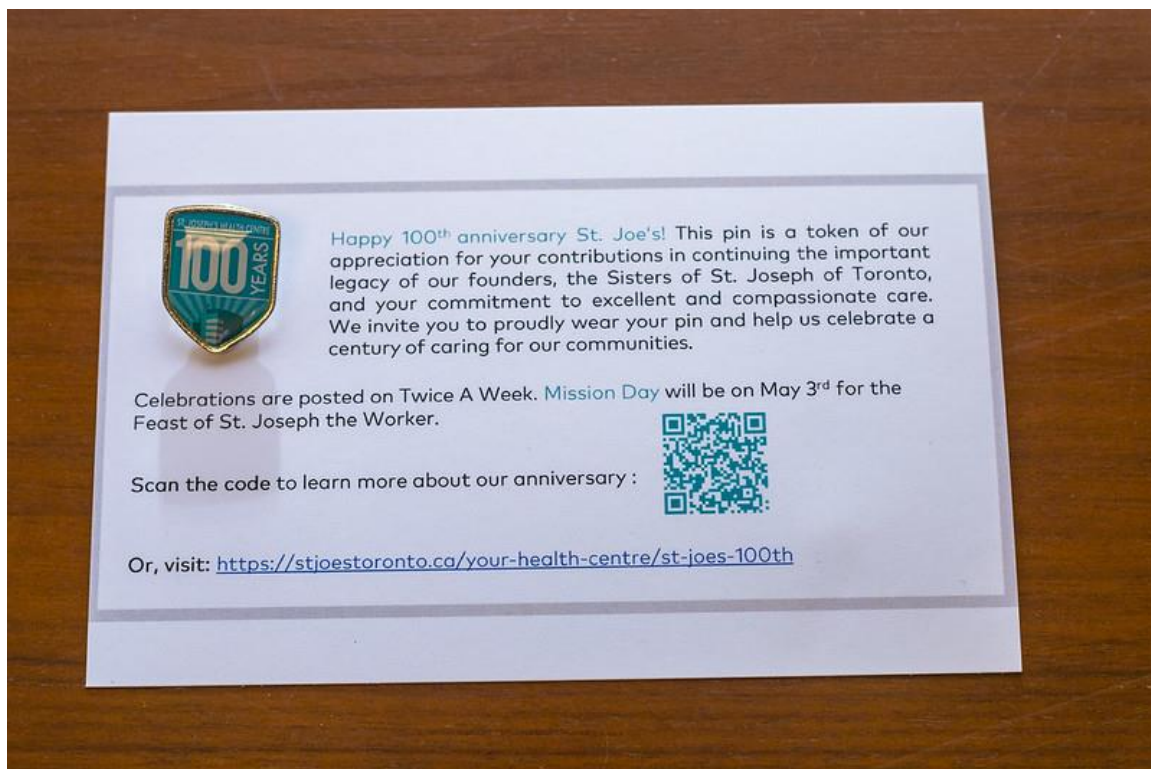 ST. JOSEPH'S HEALTH CENTRE
100
YEARS
Happy 100th anniversary St. Joe's! This pin is a token of our
appreciation for your contributions in continuing the important
legacy of our founders, the Sisters of St. Joseph of Toronto,
and your commitment to excellent and compassionate care.
We invite you to proudly wear your pin and help us celebrate a
century of caring for our communities.
Celebrations are posted on Twice A Week. Mission Day will be on May 3rd for the
Feast of St. Joseph the Worker.
Scan the code to learn more about our anniversary :
Or, visit: https://stjoestoronto.ca/your-health-centre/st-joes-100th